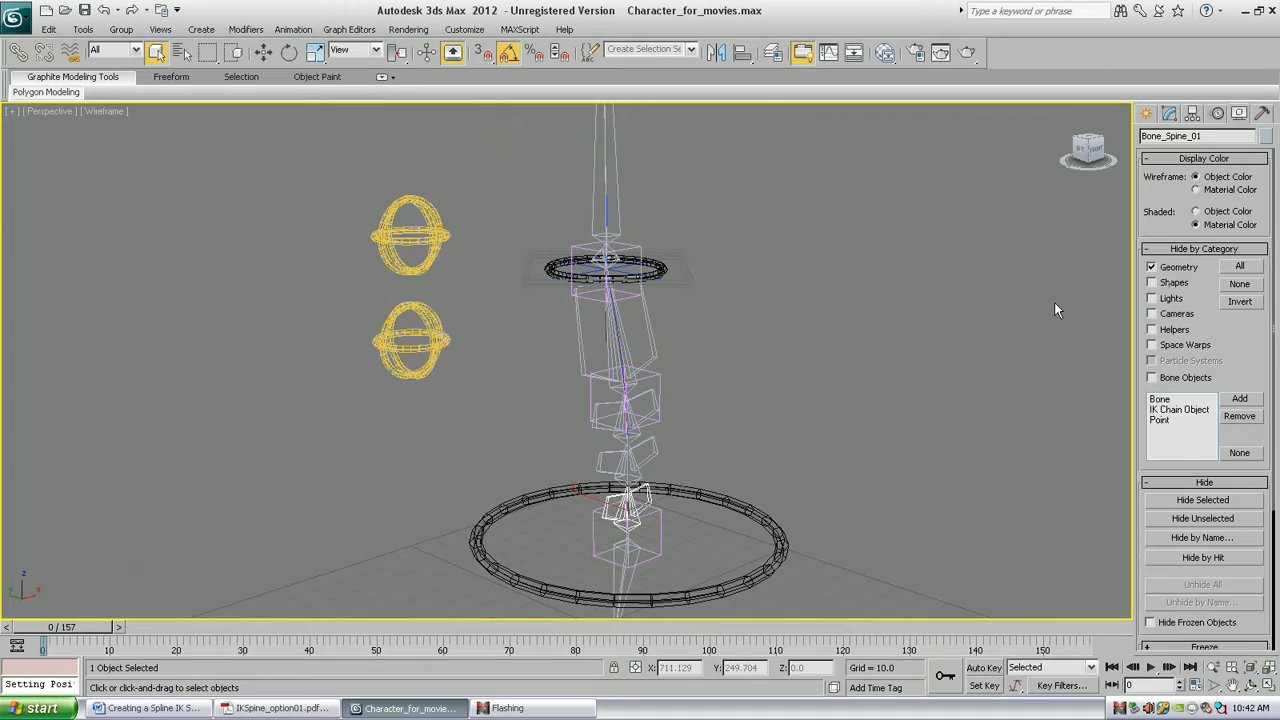 Autodesk 3ds Max 2012 - Unregistered Version Character_for_movies.max
Type a keyword or phrase
Edit Tools Group Views Create Modifiers Animation Graph Editors Rendering Customize MAXScript Help
All View Create Selection Se
Graphite Modeling Tools Freeform Selection Object Paint
Polygon Modeling
[ + ] [ Perspective ] [ Wireframe ]
Bone_Spine_01
Display Color
Wireframe: Object Color
Material Color
Shaded: Object Color
Material Color
Hide by Category
Geometry All
Shapes None
Lights Invert
Cameras
Helpers
Space Warps
Particle Systems
Bone Objects
Bone Add
IK Chain Object Remove
Point
None
Hide
Hide Selected
Hide Unselected
Hide by Name...
Hide by Hit
Unhide All
Unhide by Name...
Hide Frozen Objects
Freeze
z
x
y
< 0 / 157 >
0 10 20 30 40 50 60 70 80 90 100 110 120 130 140 150
1 Object Selected X: 711.129 Y: 249.704 Z: 0.0 Grid = 10.0 Auto Key Selected
Setting Posi Click or click-and-drag to select objects Add Time Tag Set Key Key Filters... 0
start Creating a Spline IK S... IKSpine_option01.pdf... Character_for_movie... Flashing 10:42 AM